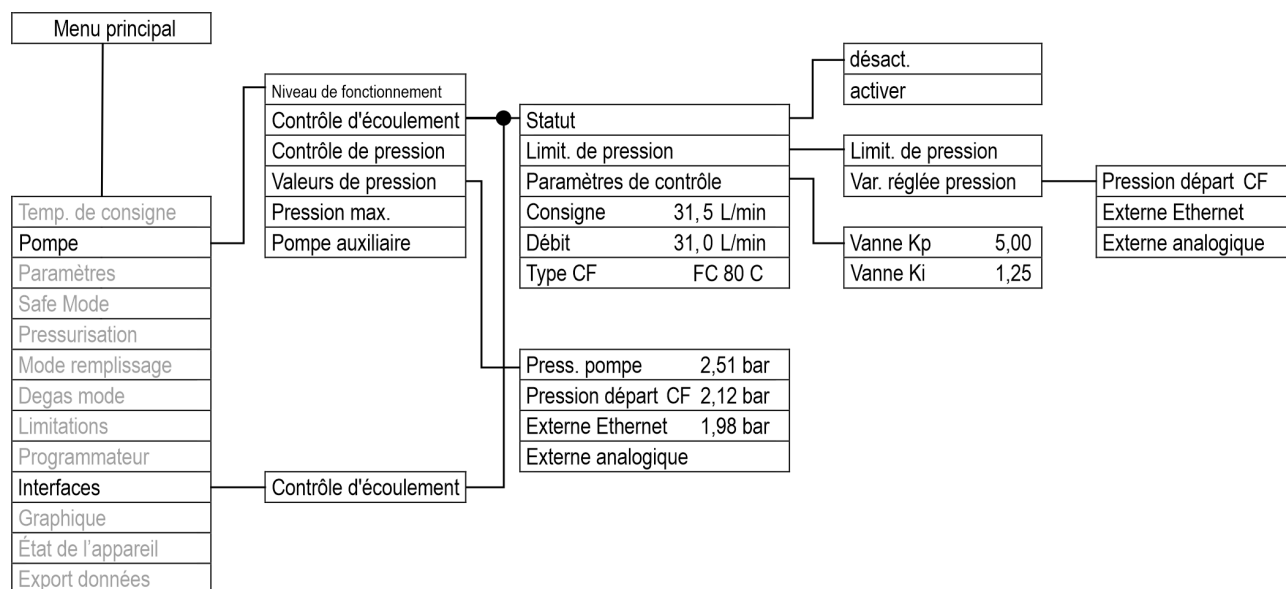 Menu principal
Temp. de consigne
Pompe
Paramètres
Safe Mode
Pressurisation
Mode remplissage
Degas mode
Limitations
Programmateur
Interfaces
Graphique
État de l'appareil
Export données
Niveau de fonctionnement
Contrôle d'écoulement
Contrôle de pression
Valeurs de pression
Pression max.
Pompe auxiliaire
Contrôle d'écoulement
Statut
Limit. de pression
Paramètres de contrôle
Consigne 31,5 L/min
Débit 31,0 L/min
Type CF FC 80 C
Press. pompe 2,51 bar
Pression départ CF 2,12 bar
Externe Ethernet 1,98 bar
Externe analogique
désact.
activer
Limit. de pression
Var. réglée pression
Vanne Kp 5,00
Vanne Ki 1,25
Pression départ CF
Externe Ethernet
Externe analogique